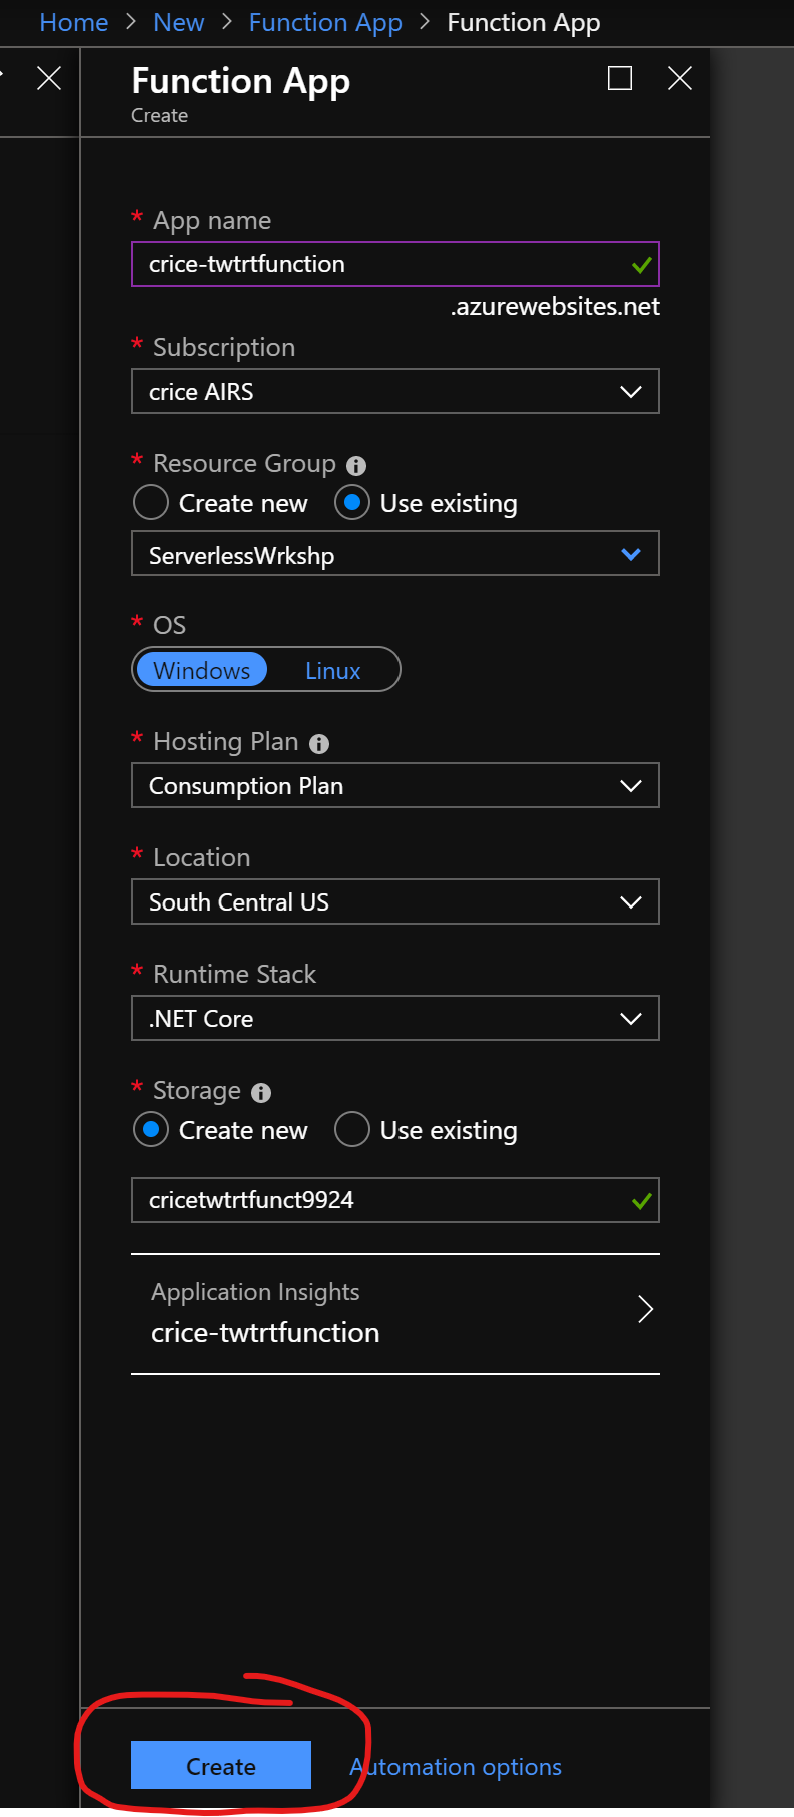 Home > New > Function App > Function App
Function App
Create
* App name
crice-twtrtfunction
.azurewebsites.net
* Subscription
crice AIRS
* Resource Group
Create new Use existing
ServerlessWrkshp
* OS
Windows Linux
* Hosting Plan
Consumption Plan
* Location
South Central US
* Runtime Stack
.NET Core
* Storage
Create new Use existing
cricetwtrtfunct9924
Application Insights
crice-twtrtfunction
Create Automation options